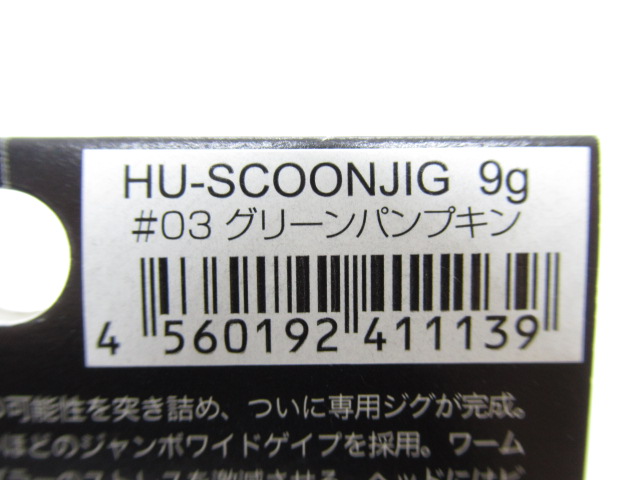 HU-SCOONJIG 9g
#03 グリーンパンプキン
4 560192 411139
可能性を突き詰め、ついに専用ジグが完成。
ほどのジャンボワイドゲイプを採用。ワーム